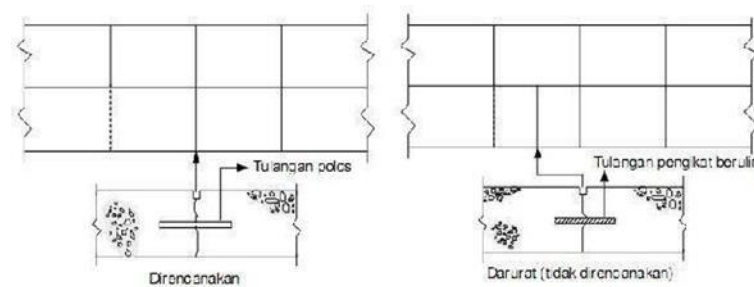 Tulangan polos
Tulangan pengikat berulir
Direncanakan
Darurat (tidak direncanakan)